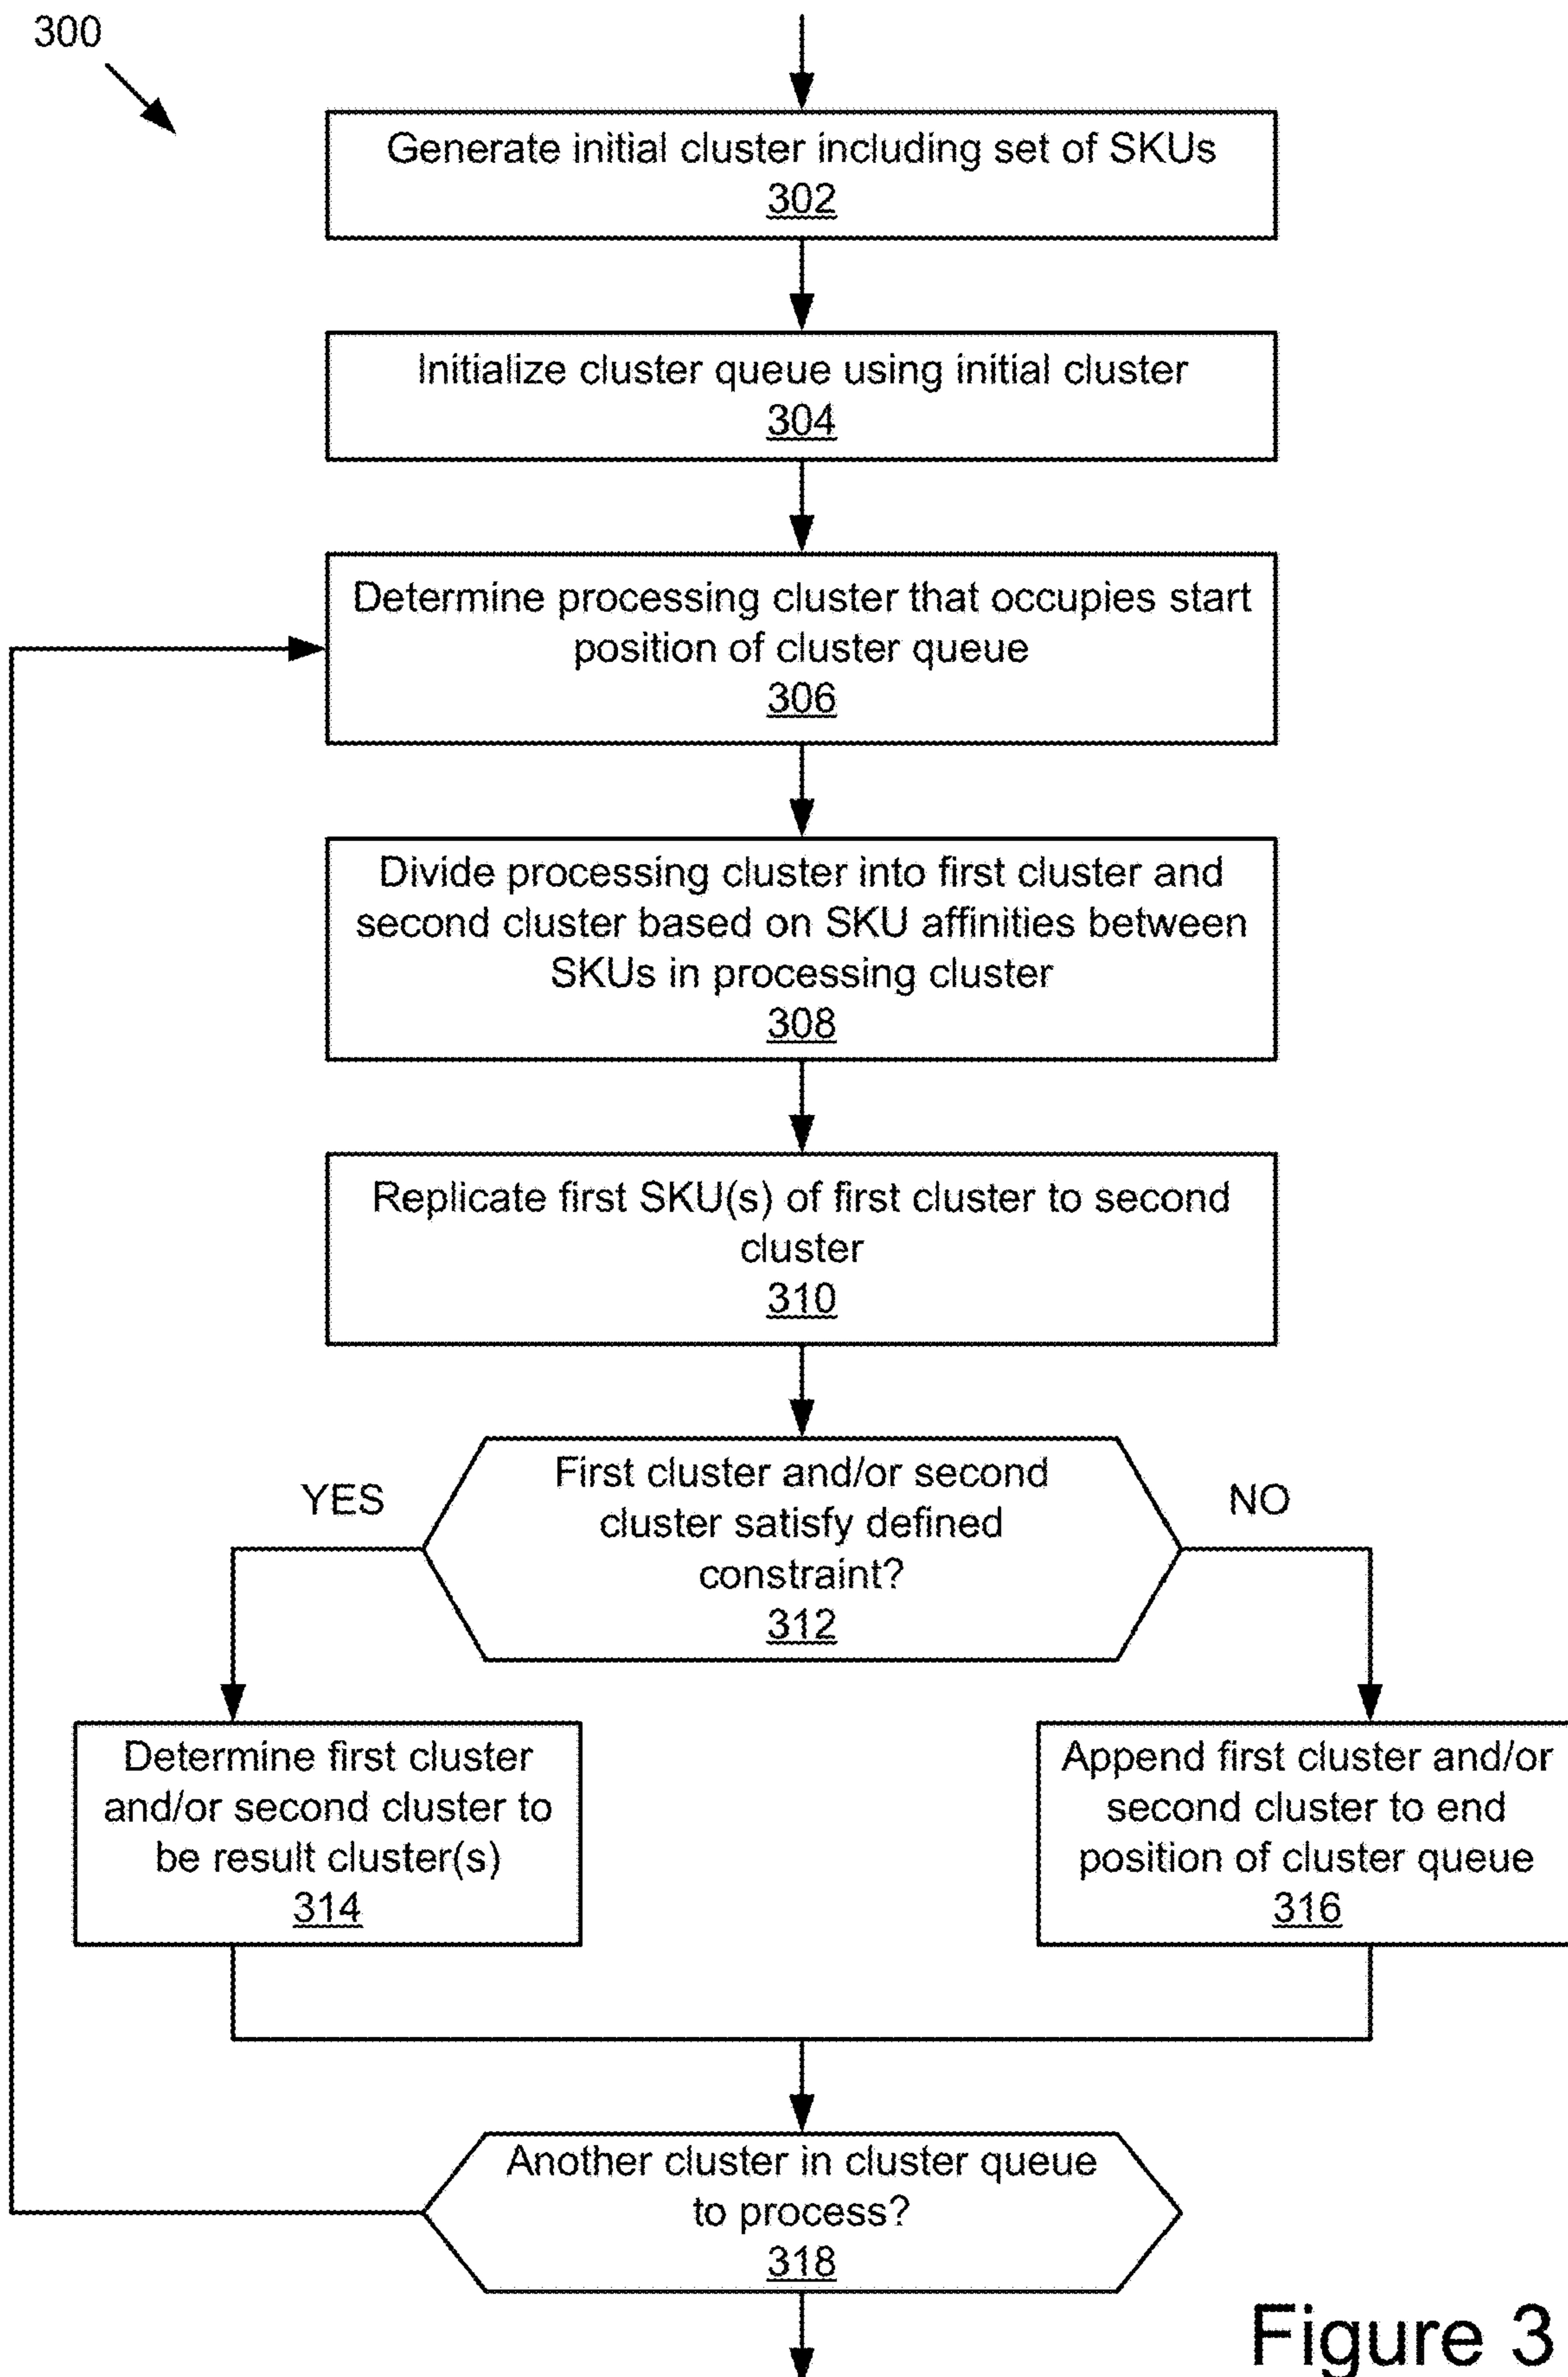 300
Generate initial cluster including set of SKUs
302
Initialize cluster queue using initial cluster
304
Determine processing cluster that occupies start
position of cluster queue
306
Divide processing cluster into first cluster and
second cluster based on SKU affinities between
SKUs in processing cluster
308
Replicate first SKU(s) of first cluster to second
cluster
310
First cluster and/or second
cluster satisfy defined
constraint?
312
YES
NO
Determine first cluster
and/or second cluster to
be result cluster(s)
314
Append first cluster and/or
second cluster to end
position of cluster queue
316
Another cluster in cluster queue
to process?
318
Figure 3